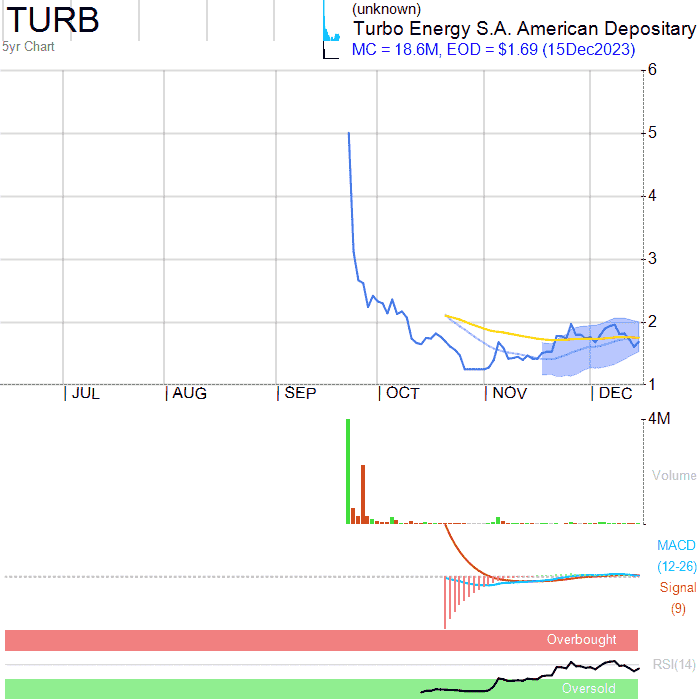 TURB
5yr Chart
(unknown)
Turbo Energy S.A. American Depositary
MC = 18.6M, EOD = $1.69 (15Dec2023)
6
5
4
3
2
1
JUL
AUG
SEP
OCT
NOV
DEC
4M
Volume
MACD
(12-26)
Signal
(9)
Overbought
RSI(14)
Oversold